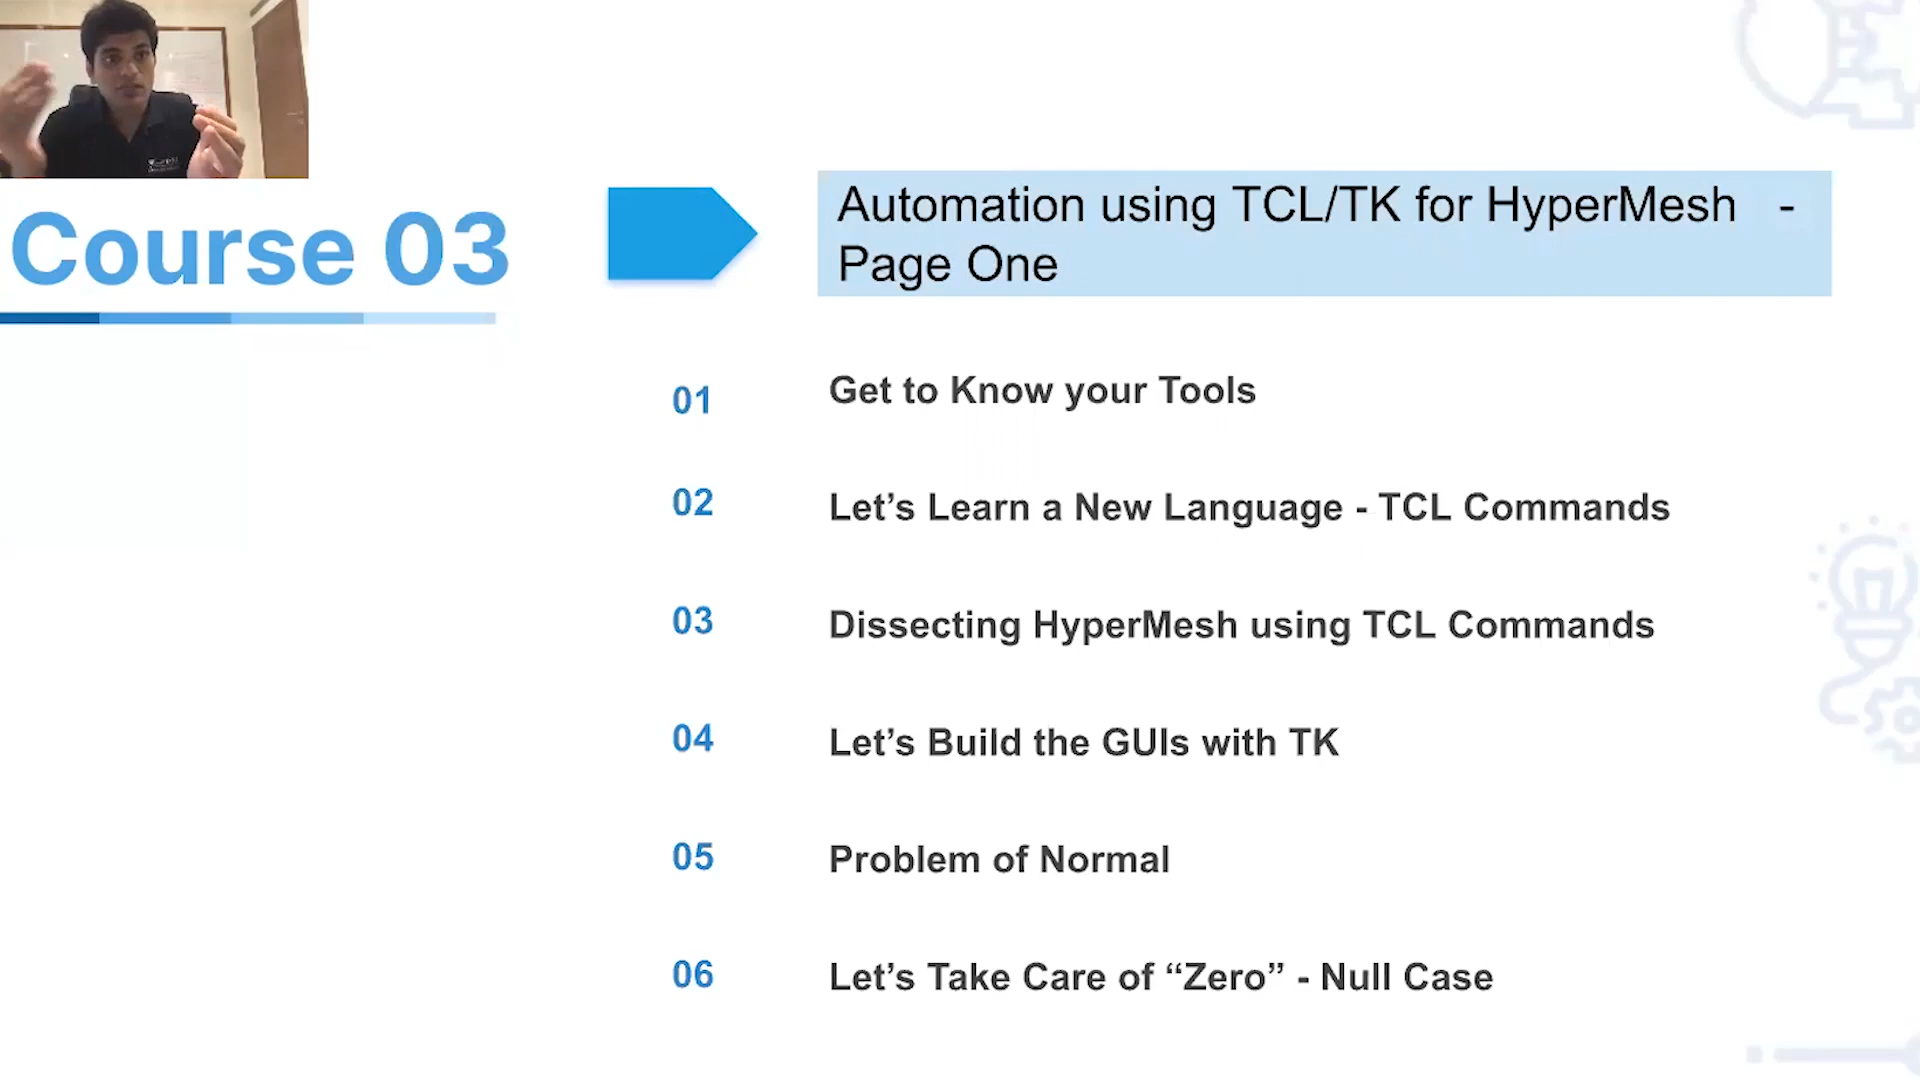 Course 03
Automation using TCL/TK for HyperMesh -
Page One
01 Get to Know your Tools
02 Let’s Learn a New Language - TCL Commands
03 Dissecting HyperMesh using TCL Commands
04 Let’s Build the GUIs with TK
05 Problem of Normal
06 Let’s Take Care of “Zero” - Null Case